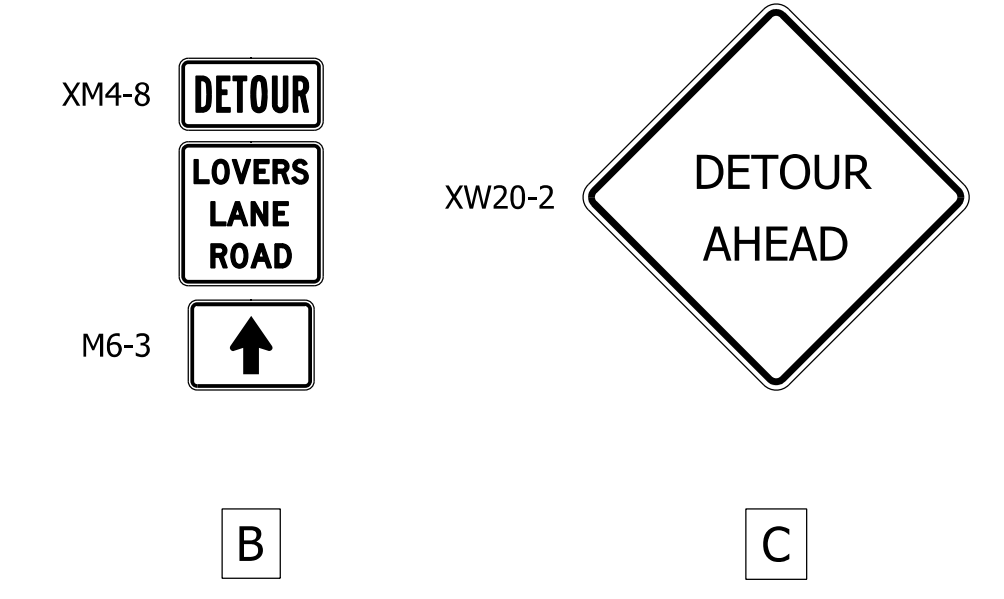 XM4-8
DETOUR
LOVERS
LANE
ROAD
M6-3
B
XW20-2
DETOUR
AHEAD
C